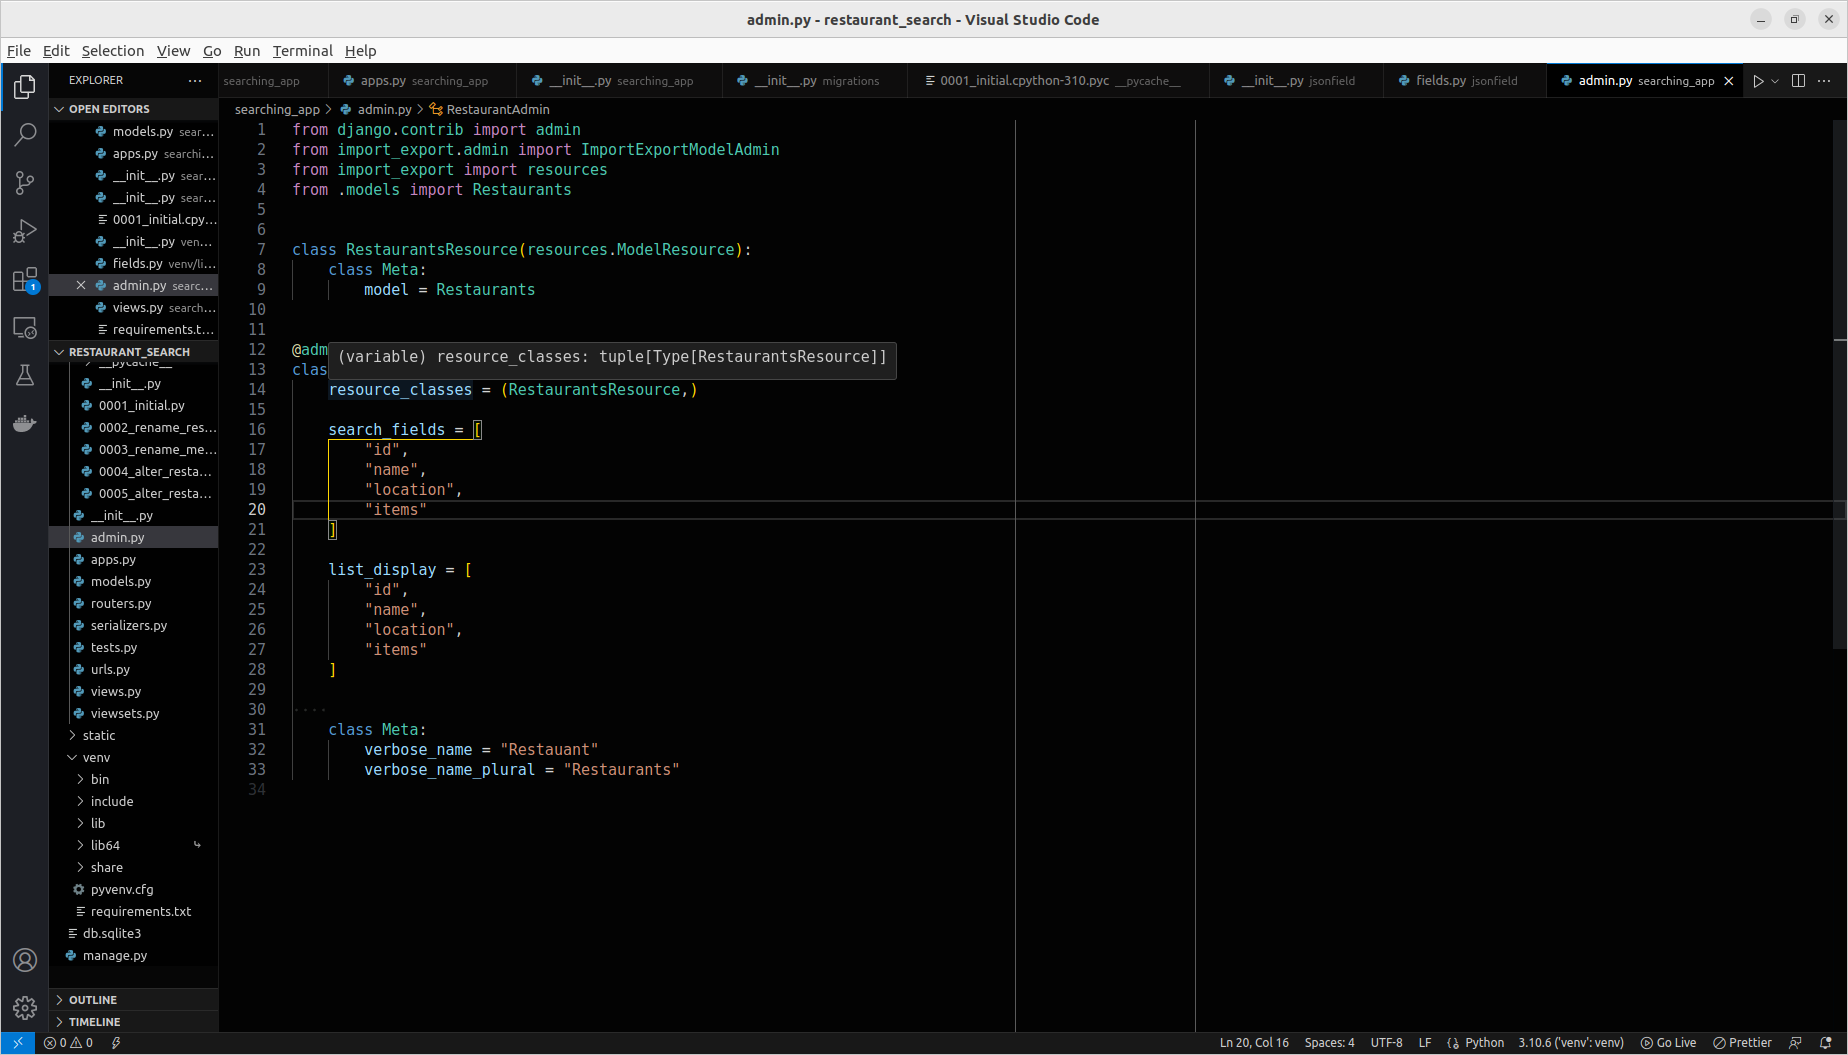 admin.py - restaurant_search - Visual Studio Code
File Edit Selection View Go Run Terminal Help
EXPLORER
OPEN EDITORS
models.py sear...
apps.py searchi...
__init__.py sear...
__init__.py sear...
0001_initial.cpy...
__init__.py ven...
fields.py venv/li...
admin.py searc...
views.py search...
requirements.t...
RESTAURANT_SEARCH
__pycache__
__init__.py
0001_initial.py
0002_rename_res...
0003_rename_me...
0004_alter_resta...
0005_alter_resta...
__init__.py
admin.py
apps.py
models.py
routers.py
serializers.py
tests.py
urls.py
views.py
viewsets.py
static
venv
bin
include
lib
lib64
share
pyvenv.cfg
requirements.txt
db.sqlite3
manage.py
OUTLINE
TIMELINE
1
searching_app apps.py searching_app __init__.py searching_app __init__.py migrations 0001_initial.cpython-310.pyc __pycache__ __init__.py jsonfield fields.py jsonfield admin.py searching_app
searching_app > admin.py > RestaurantAdmin
1 from django.contrib import admin
2 from import_export.admin import ImportExportModelAdmin
3 from import_export import resources
4 from .models import Restaurants
5
6
7 class RestaurantsResource(resources.ModelResource):
8 class Meta:
9 model = Restaurants
10
11
12 @adm
(variable) resource_classes: tuple[Type[RestaurantsResource]]
13 clas
14 resource_classes = (RestaurantsResource,)
15
16 search_fields = [
17 "id",
18 "name",
19 "location",
20 "items"
21 ]
22
23 list_display = [
24 "id",
25 "name",
26 "location",
27 "items"
28 ]
29
30 ····
31 class Meta:
32 verbose_name = "Restauant"
33 verbose_name_plural = "Restaurants"
34
0 0 Ln 20, Col 16 Spaces: 4 UTF-8 LF Python 3.10.6 ('venv': venv) Go Live Prettier